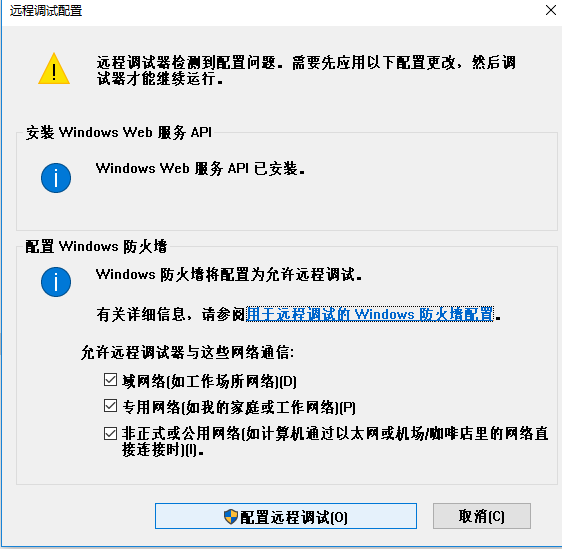 远程调试配置
远程调试器检测到配置问题。需要先应用以下配置更改，然后调
试器才能继续运行。
安装 Windows Web 服务 API
Windows Web 服务 API 已安装。
配置 Windows 防火墙
Windows 防火墙将配置为允许远程调试。
有关详细信息，请参阅用于远程调试的 Windows 防火墙配置。
允许远程调试器与这些网络通信:
域网络(如工作场所网络)(D)
专用网络(如我的家庭或工作网络)(P)
非正式或公用网络(如计算机通过以太网或机场/咖啡店里的网络直
接连接时)(I)。
配置远程调试(O)
取消(C)